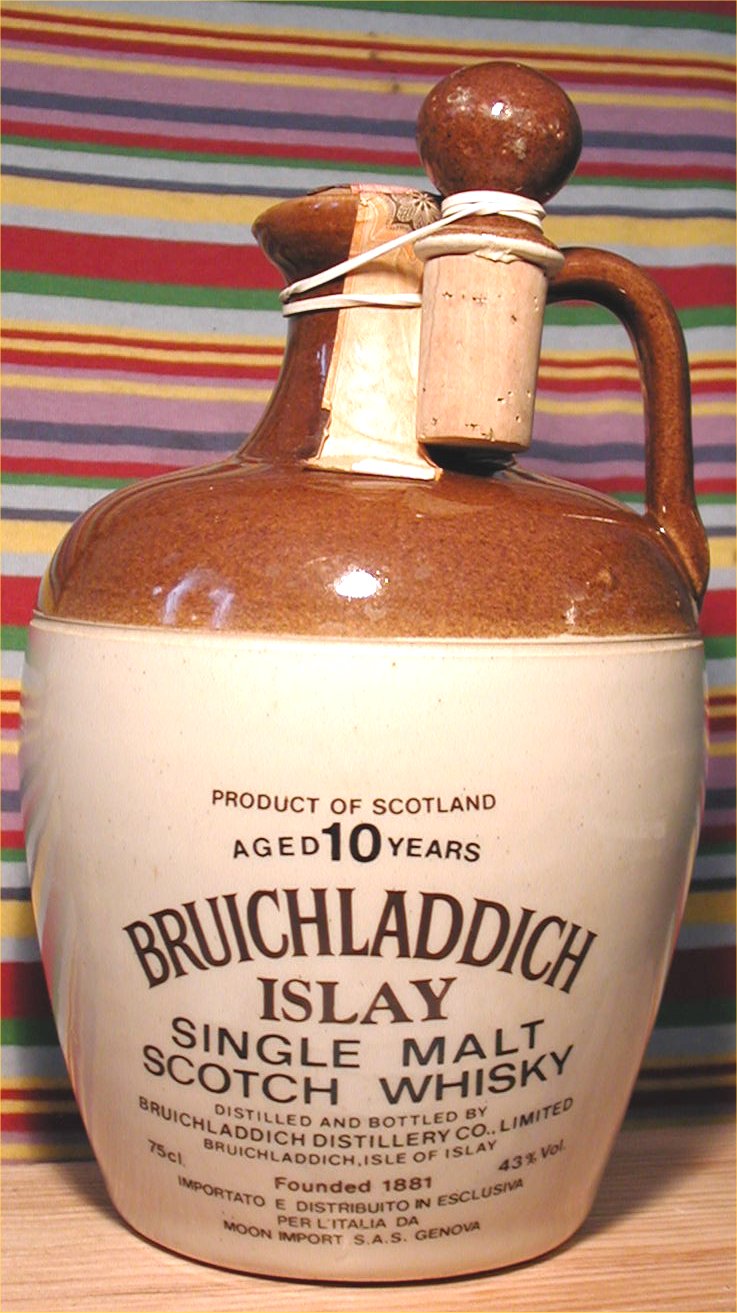 PRODUCT OF SCOTLAND
AGED 10 YEARS
BRUICHLADDICH
ISLAY
SINGLE MALT
SCOTCH WHISKY
DISTILLED AND BOTTLED BY
BRUICHLADDICH DISTILLERY CO., LIMITED
BRUICHLADDICH, ISLE OF ISLAY
75cl. 43% Vol.
Founded 1881
IMPORTATO E DISTRIBUITO IN ESCLUSIVA
PER L'ITALIA DA
MOON IMPORT S.A.S. GENOVA